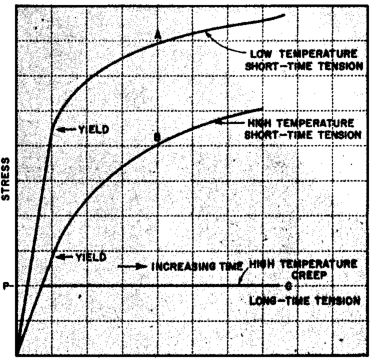 A
LOW TEMPERATURE
SHORT-TIME TENSION
YIELD
HIGH TEMPERATURE
SHORT-TIME TENSION
B
STRESS
YIELD
INCREASING TIME
HIGH TEMPERATURE
CREEP
P
C
LONG-TIME TENSION